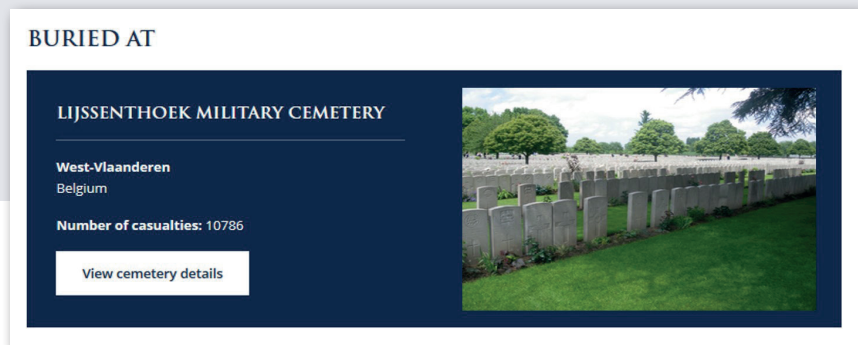 BURIED AT
LIJSSENTHOEK MILITARY CEMETERY
West-Vlaanderen
Belgium
Number of casualties: 10786
View cemetery details